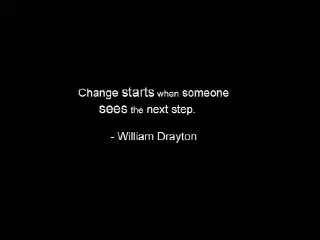 Change starts when someone
sees the next step.
- William Drayton